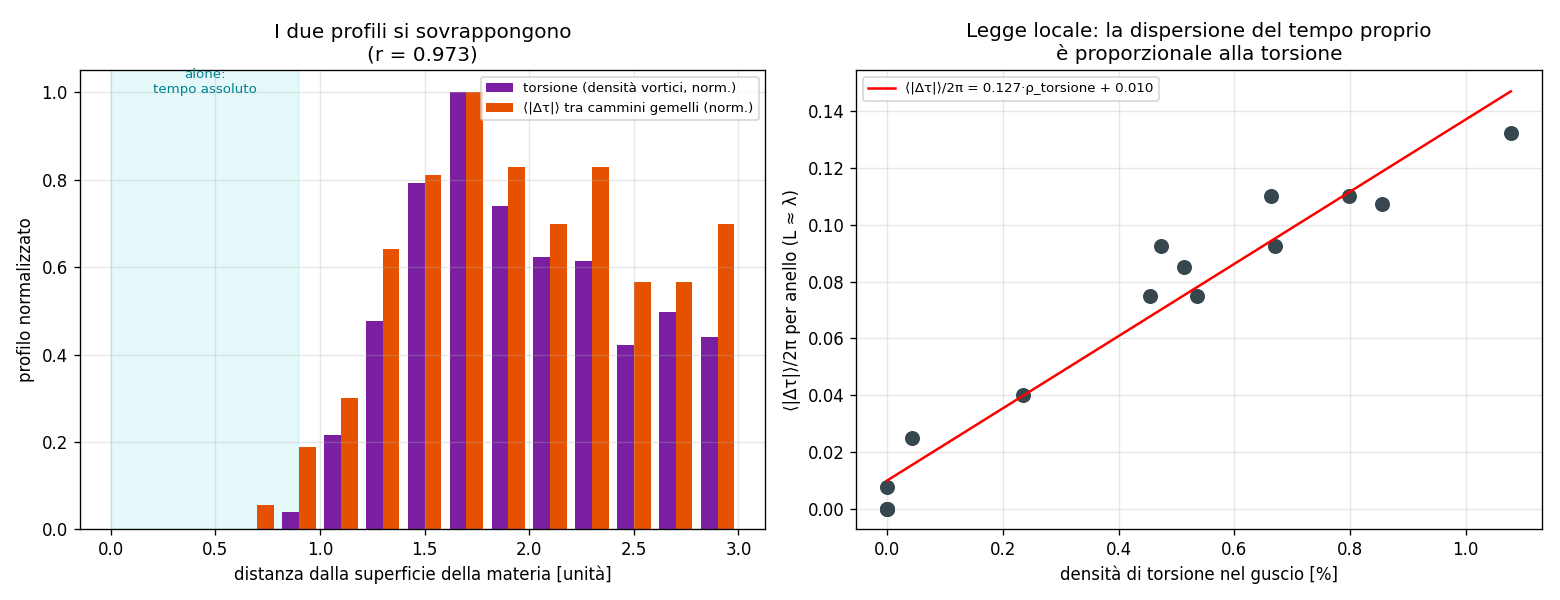 I due profili si sovrappongono
(r = 0.973)
alone:
tempo assoluto
torsione (densità vortici, norm.)
⟨|Δτ|⟩ tra cammini gemelli (norm.)
profilo normalizzato
1.0
0.8
0.6
0.4
0.2
0.0
0.0 0.5 1.0 1.5 2.0 2.5 3.0
distanza dalla superficie della materia [unità]
Legge locale: la dispersione del tempo proprio
è proporzionale alla torsione
⟨|Δτ|⟩/2π = 0.127·ρ_torsione + 0.010
⟨|Δτ|⟩/2π per anello (L ≈ λ)
0.14
0.12
0.10
0.08
0.06
0.04
0.02
0.00
0.0 0.2 0.4 0.6 0.8 1.0
densità di torsione nel guscio [%]